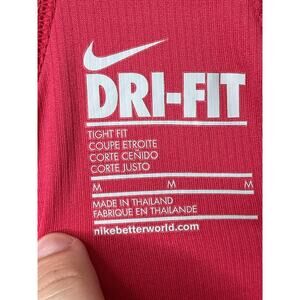 DRI-FIT
TIGHT FIT
COUPE ETROITE
CORTE CEÑIDO
CORTE JUSTO
M M M
MADE IN THAILAND
FABRIQUE EN THAILANDE
nikebetterworld.com